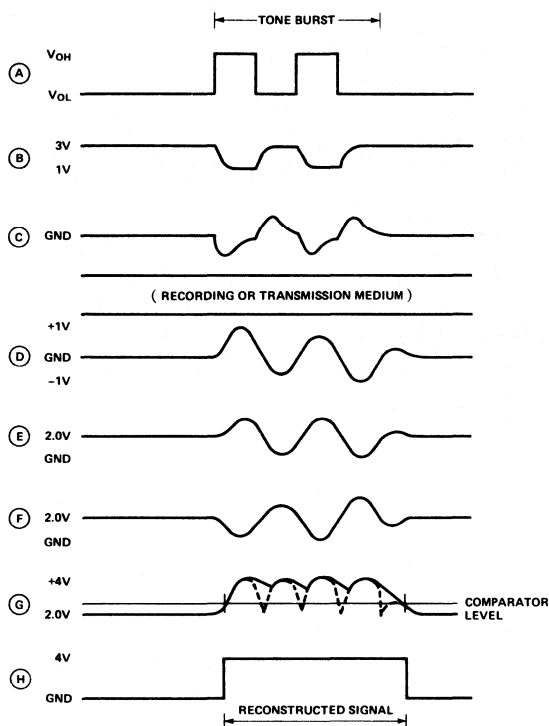 TONE BURST
A
VOH
VOL
B
3V
1V
C
GND
( RECORDING OR TRANSMISSION MEDIUM )
D
+1V
GND
−1V
E
2.0V
GND
F
2.0V
GND
G
+4V
2.0V
COMPARATOR
LEVEL
H
4V
GND
RECONSTRUCTED SIGNAL